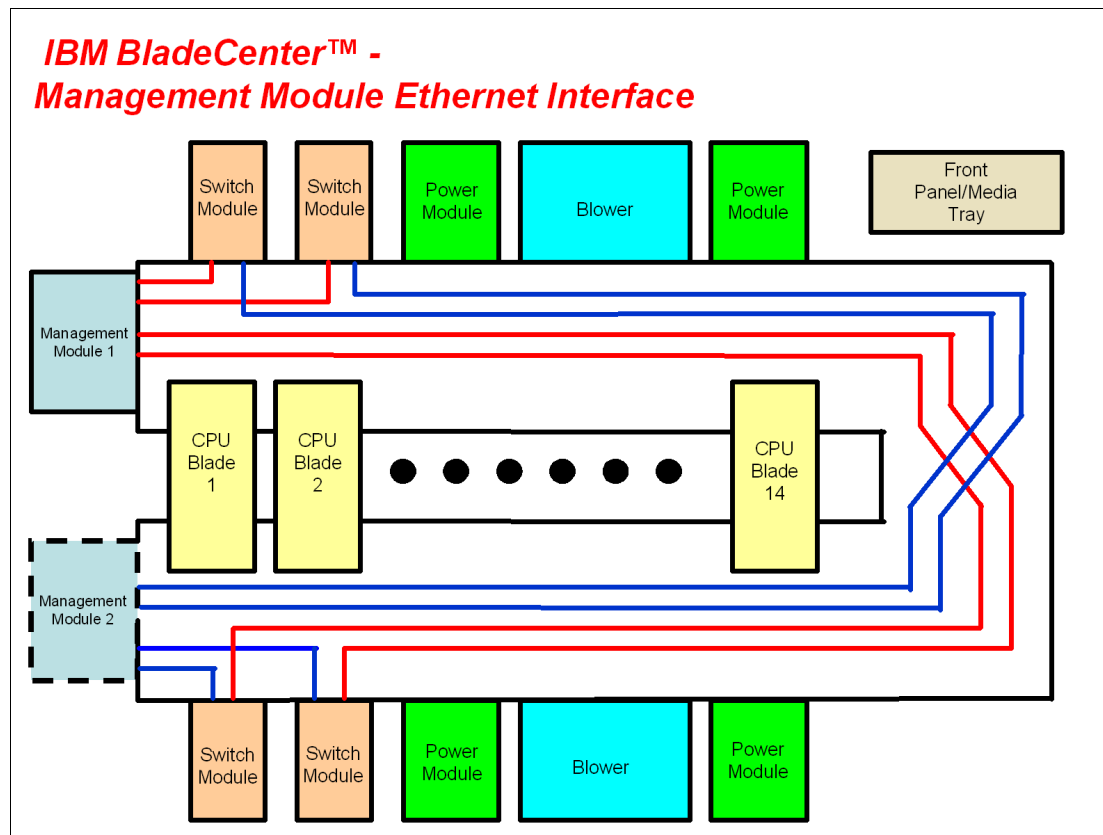 IBM BladeCenter™ -
Management Module Ethernet Interface
Switch
Module
Switch
Module
Power
Module
Blower
Power
Module
Front
Panel/Media
Tray
Management
Module 1
CPU
Blade
1
CPU
Blade
2
CPU
Blade
14
Management
Module 2
Switch
Module
Switch
Module
Power
Module
Blower
Power
Module